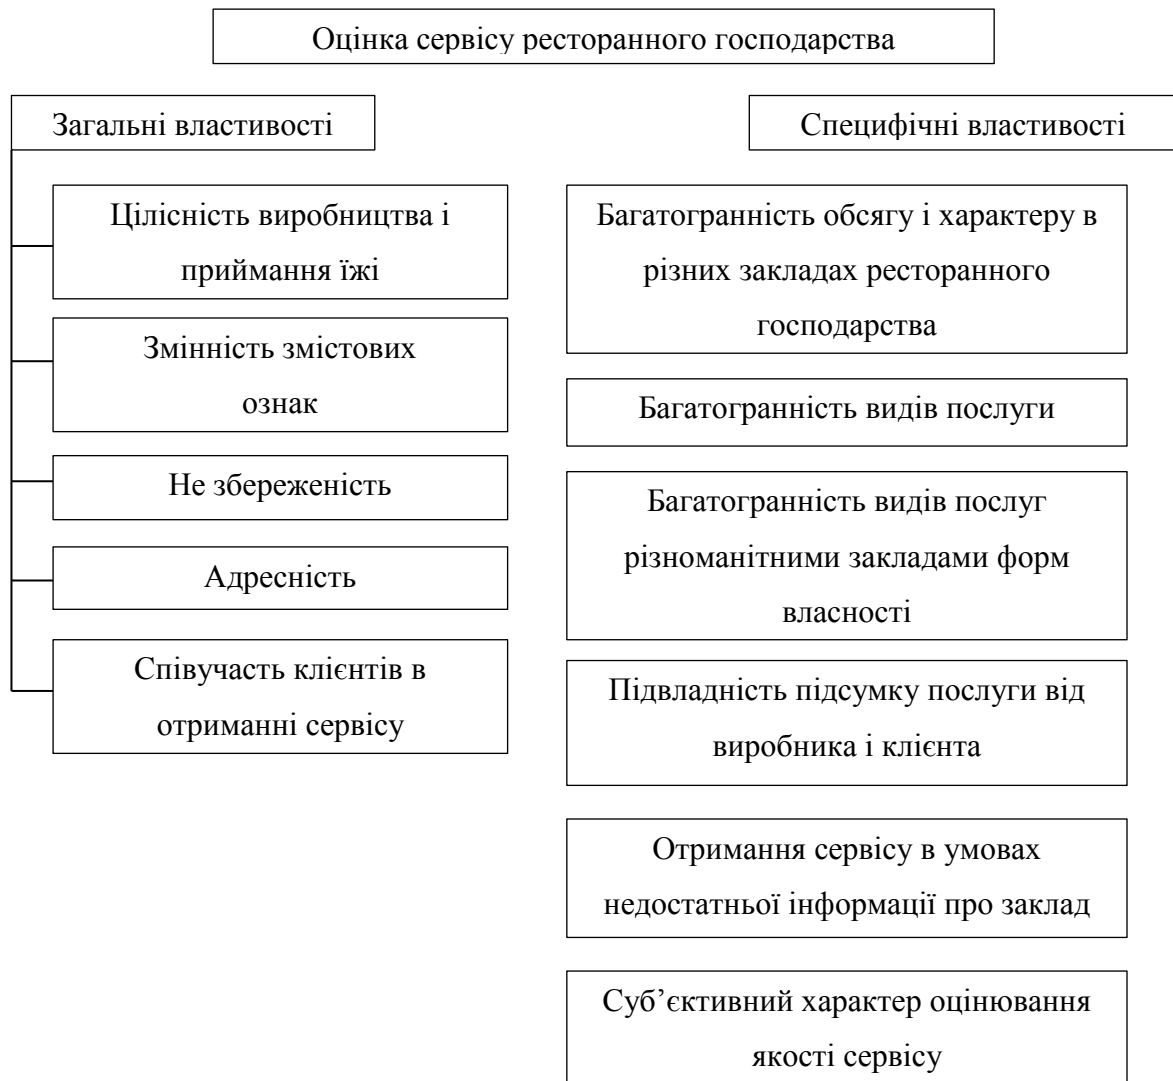 Оцінка сервісу ресторанного господарства
Загальні властивості
Специфічні властивості
Цілісність виробництва і
приймання їжі
Змінність змістових
ознак
Не збереженість
Адресність
Співучасть клієнтів в
отриманні сервісу
Багатогранність обсягу і характеру в
різних закладах ресторанного
господарства
Багатогранність видів послуги
Багатогранність видів послуг
різноманітними закладами форм
власності
Підвладність підсумку послуги від
виробника і клієнта
Отримання сервісу в умовах
недостатньої інформації про заклад
Суб’єктивний характер оцінювання
якості сервісу